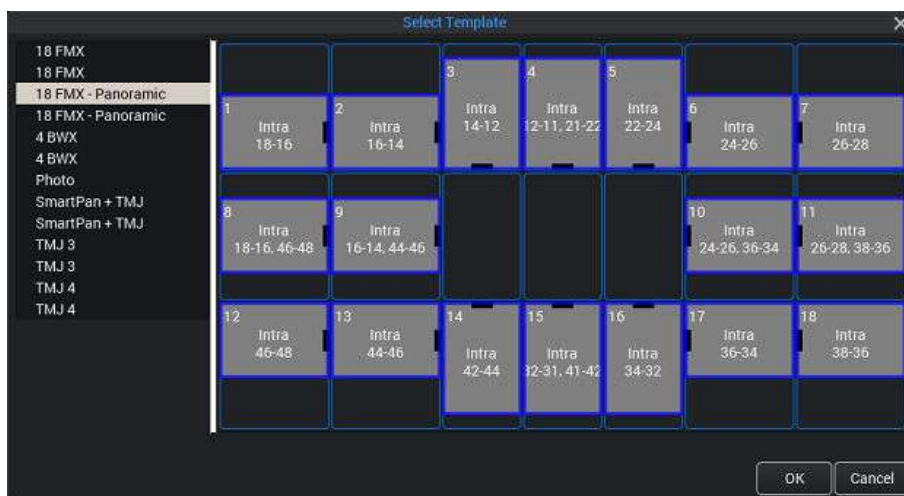 Select Template
18 FMX
18 FMX
18 FMX - Panoramic
18 FMX - Panoramic
4 BWX
4 BWX
Photo
SmartPan + TMJ
SmartPan + TMJ
TMJ 3
TMJ 3
TMJ 4
TMJ 4
1
Intra
18-16
2
Intra
16-14
3
Intra
14-12
4
Intra
12-11, 21-22
5
Intra
22-24
6
Intra
24-26
7
Intra
26-28
8
Intra
18-16, 46-48
9
Intra
16-14, 44-46
10
Intra
24-26, 36-34
11
Intra
26-28, 38-36
12
Intra
46-48
13
Intra
44-46
14
Intra
42-44
15
Intra
32-31, 41-42
16
Intra
34-32
17
Intra
36-34
18
Intra
38-36
OK
Cancel